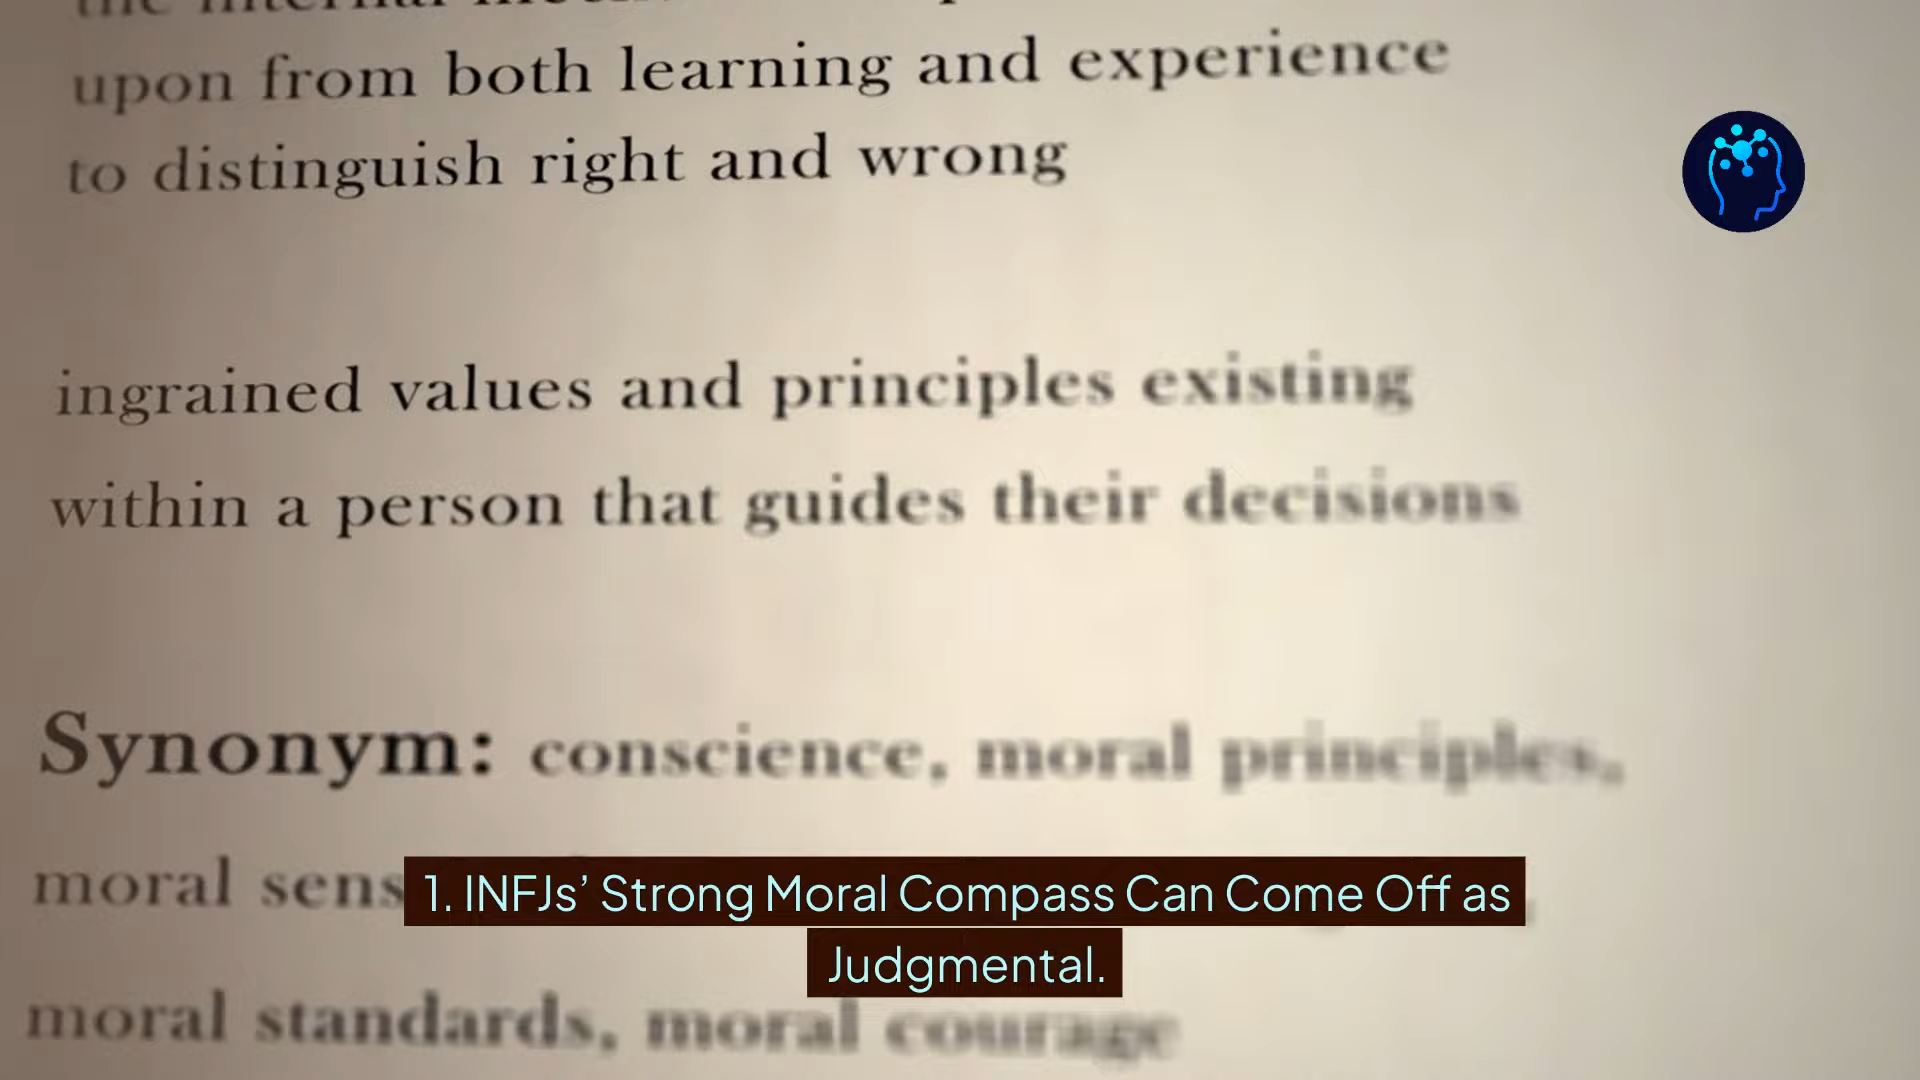 upon from both learning and experience
to distinguish right and wrong
ingrained values and principles existing
within a person that guides their decisions
Synonym: conscience, moral principles,
moral sens
1. INFJs’ Strong Moral Compass Can Come Off as
Judgmental.
moral standards, moral courage